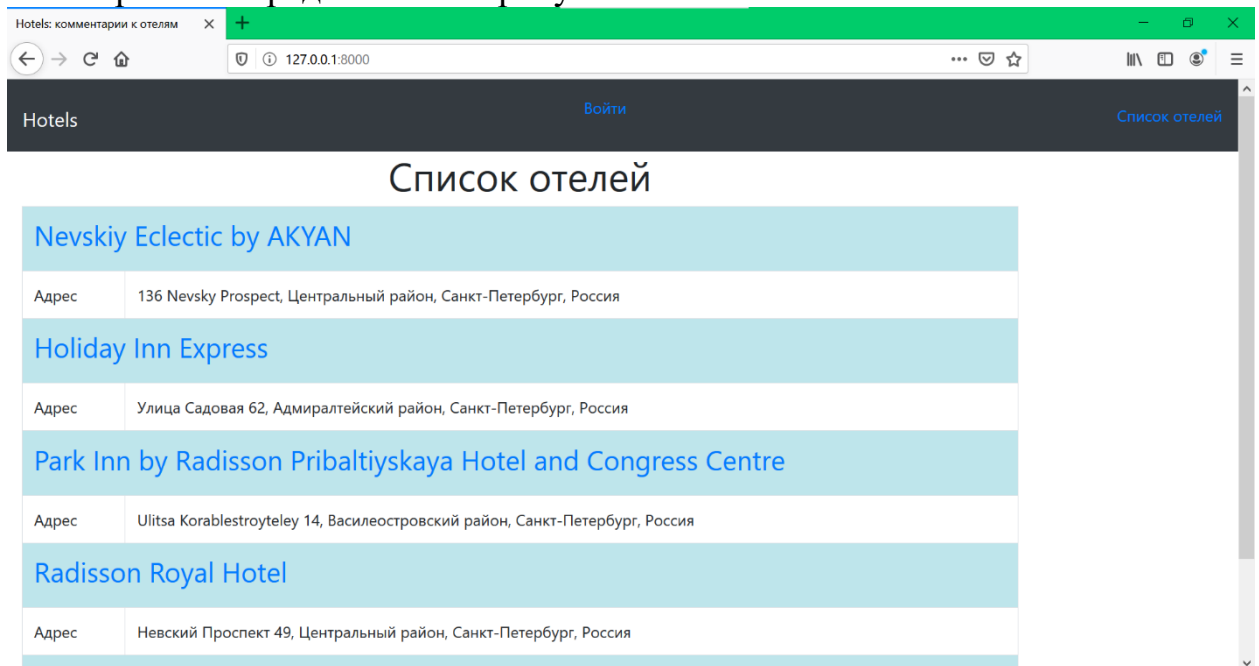 Hotels: комментарии к отелям
127.0.0.1:8000
Hotels Войти Список отелей
Список отелей
Nevskiy Eclectic by AKYAN
Адрес 136 Nevsky Prospect, Центральный район, Санкт-Петербург, Россия
Holiday Inn Express
Адрес Улица Садовая 62, Адмиралтейский район, Санкт-Петербург, Россия
Park Inn by Radisson Pribaltiyskaya Hotel and Congress Centre
Адрес Ulitsa Korablestroyteley 14, Василеостровский район, Санкт-Петербург, Россия
Radisson Royal Hotel
Адрес Невский Проспект 49, Центральный район, Санкт-Петербург, Россия